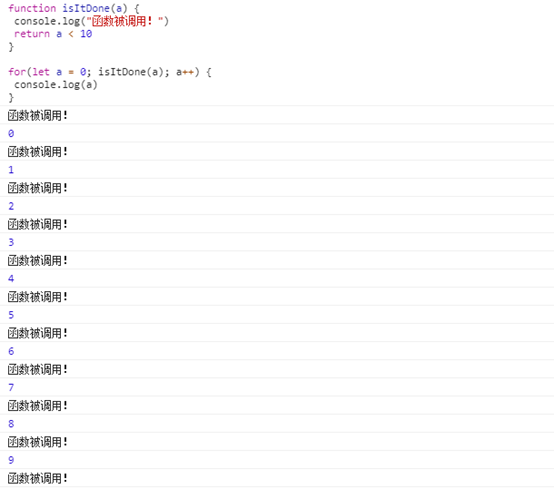 function isItDone(a) {
 console.log("函数被调用！")
 return a < 10
}
for(let a = 0; isItDone(a); a++) {
 console.log(a)
}
函数被调用！
0
函数被调用！
1
函数被调用！
2
函数被调用！
3
函数被调用！
4
函数被调用！
5
函数被调用！
6
函数被调用！
7
函数被调用！
8
函数被调用！
9
函数被调用！